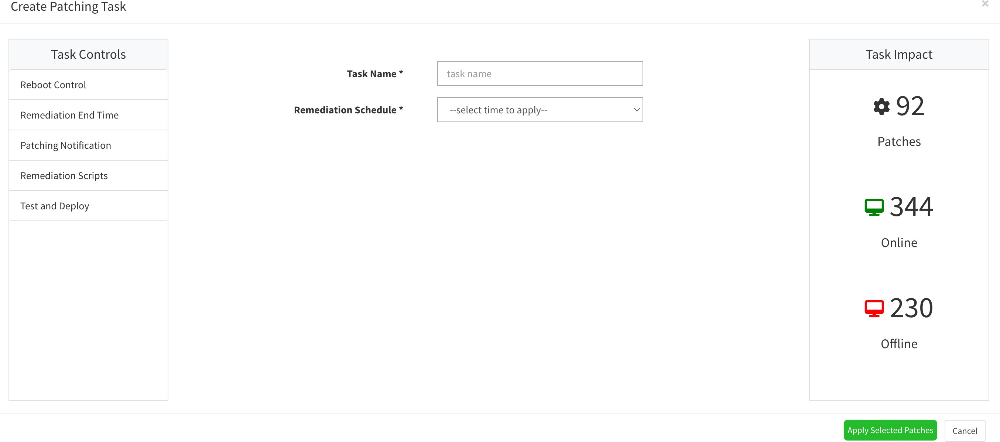 Create Patching Task
×
Task Controls
Reboot Control
Remediation End Time
Patching Notification
Remediation Scripts
Test and Deploy
Task Name *
task name
Remediation Schedule *
--select time to apply--
Task Impact
92
Patches
344
Online
230
Offline
Apply Selected Patches
Cancel